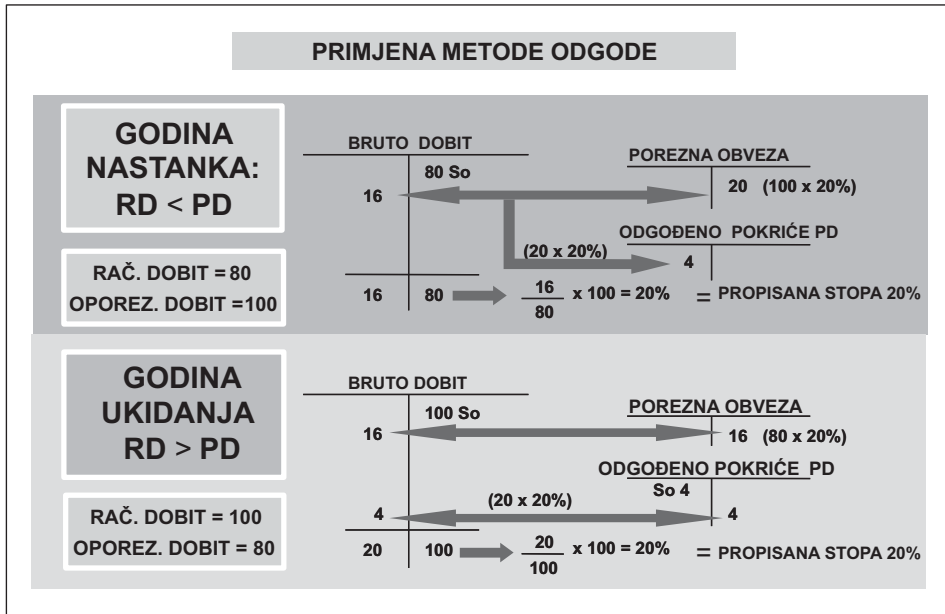 PRIMJENA METODE ODGODE
GODINA
NASTANKA:
RD < PD
RAČ. DOBIT = 80
OPOREZ. DOBIT =100
BRUTO DOBIT
80 So
16
POREZNA OBVEZA
20 (100 x 20%)
ODGOĐENO POKRIĆE PD
(20 x 20%)
4
16 80 16 x 100 = 20% = PROPISANA STOPA 20%
80
GODINA
UKIDANJA
RD > PD
RAČ. DOBIT = 100
OPOREZ. DOBIT = 80
BRUTO DOBIT
100 So
16
POREZNA OBVEZA
16 (80 x 20%)
ODGOĐENO POKRIĆE PD
So 4
(20 x 20%)
4 4
20 100 20 x 100 = 20% = PROPISANA STOPA 20%
100